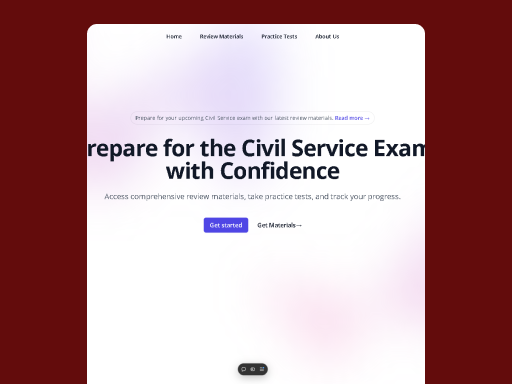 Home Review Materials Practice Tests About Us
Prepare for your upcoming Civil Service exam with our latest review materials. Read more →
repare for the Civil Service Exam
with Confidence
Access comprehensive review materials, take practice tests, and track your progress.
Get started Get Materials→